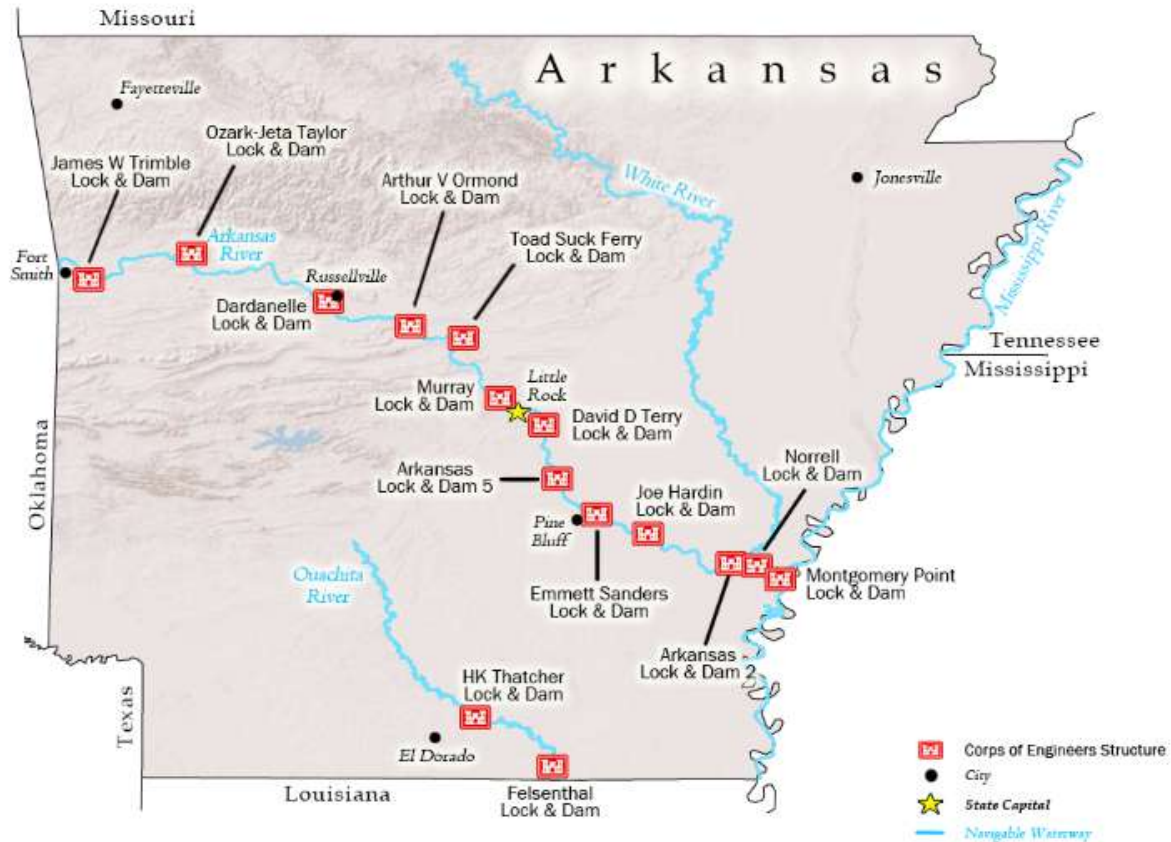 Missouri
A r k a n s a s
Fayetteville
Ozark-Jeta Taylor
Lock & Dam
James W Trimble
Lock & Dam
Arthur V Ormond
Lock & Dam
White River
Jonesville
Mississippi River
Toad Suck Ferry
Lock & Dam
Arkansas
River
Fort
Smith
Russellville
Dardanelle
Lock & Dam
Tennessee
Mississippi
Murray
Lock & Dam
Little
Rock
David D Terry
Lock & Dam
Oklahoma
Arkansas
Lock & Dam 5
Norrell
Lock & Dam
Joe Hardin
Lock & Dam
Pine
Bluff
Ouachita
River
Emmett Sanders
Lock & Dam
Montgomery Point
Lock & Dam
Arkansas
Lock & Dam 2
HK Thatcher
Lock & Dam
Texas
El Dorado
Louisiana
Felsenthal
Lock & Dam
Corps of Engineers Structure
City
State Capital
Navigable Waterway